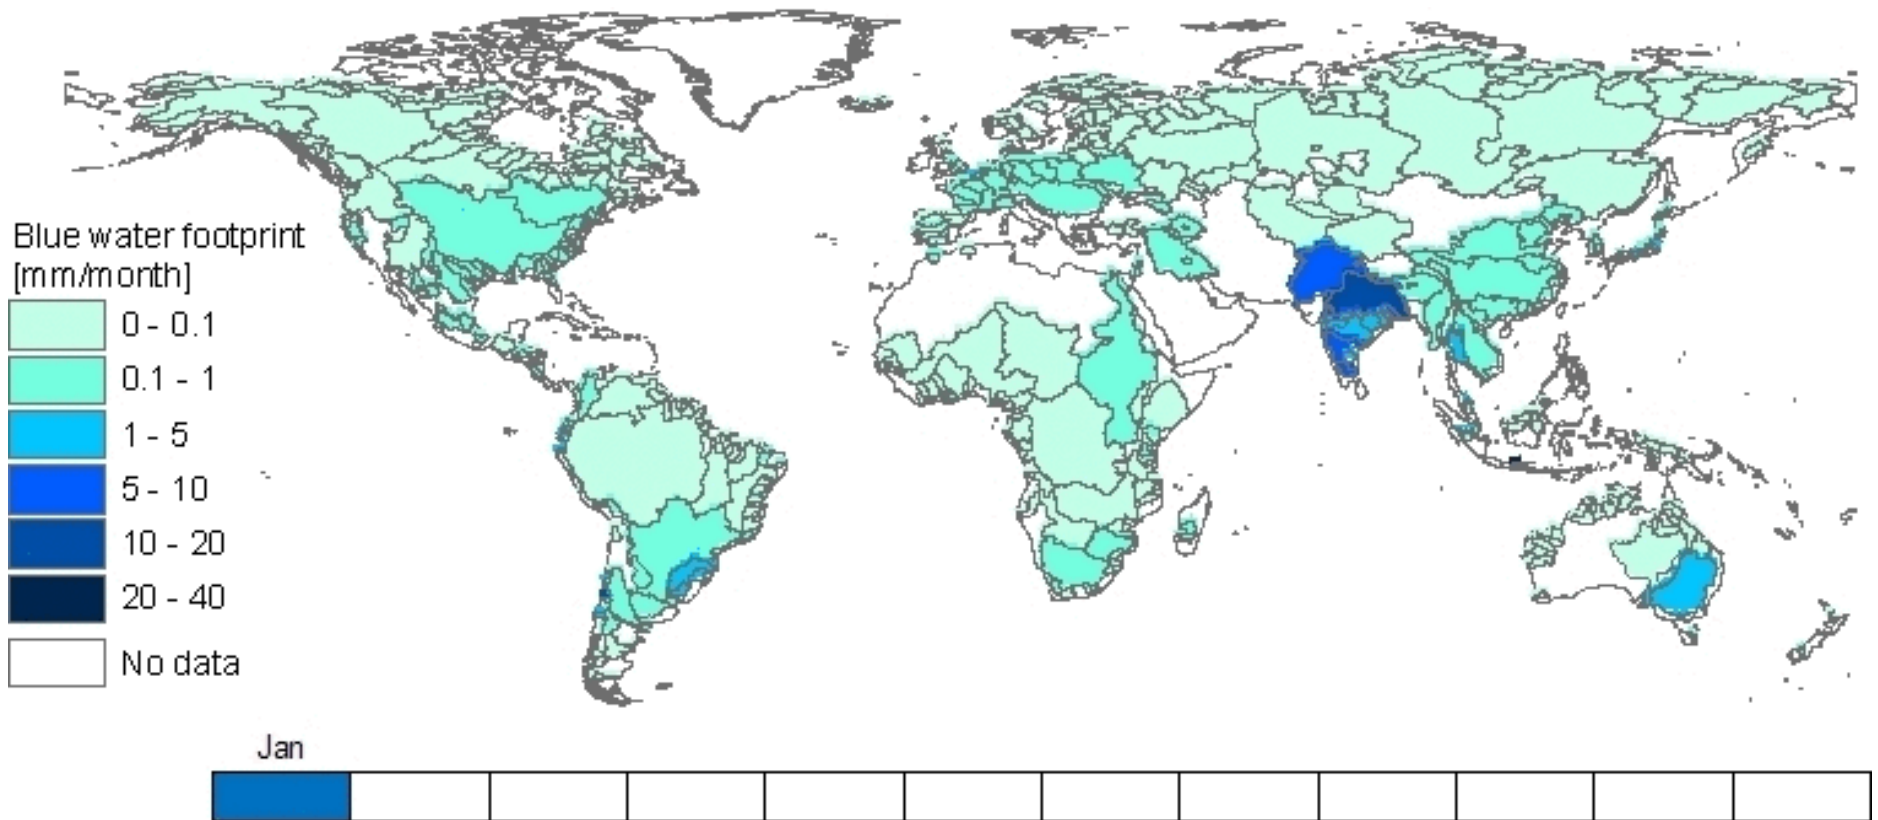 Blue water footprint
[mm/month]
0 - 0.1
0.1 - 1
1 - 5
5 - 10
10 - 20
20 - 40
No data
Jan